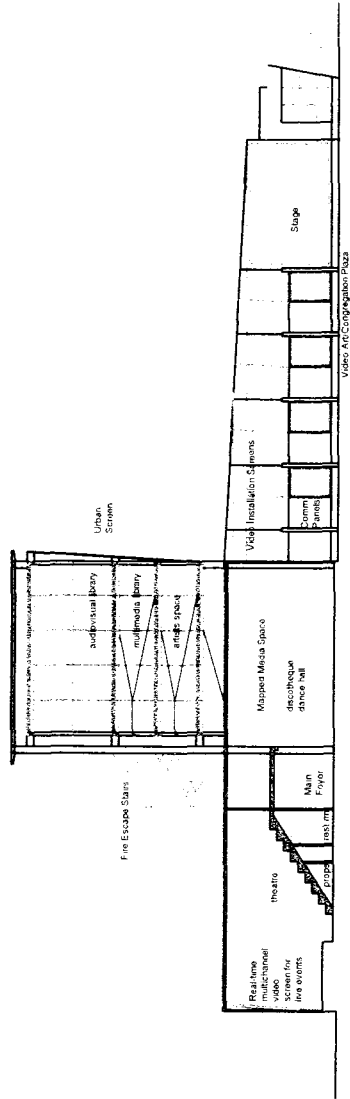 Urban
Screen
audiovisual library
multimedia library
artists space
Fire Escape Stairs
Real-time
multichannel
video
screen for
live events
theatre
props
rest rm
Main
Foyer
Mapped Media Space
discotheque
dance hall
Video Installation Screens
Comm
Panels
Stage
Video Art/Congregation Plaza